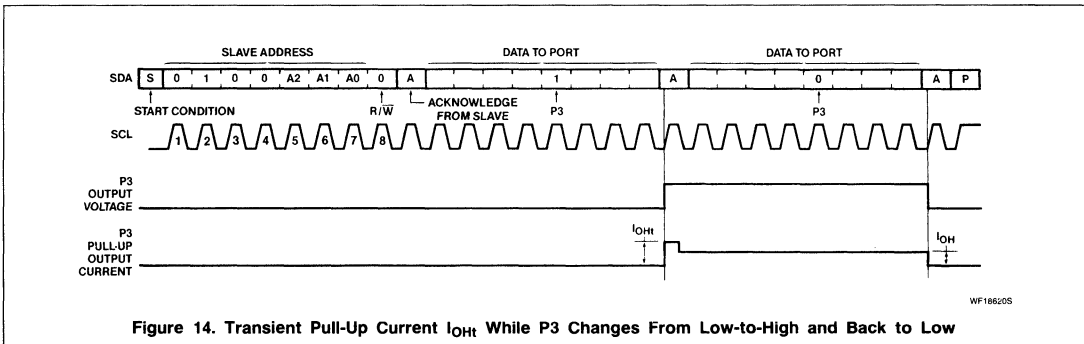 SLAVE ADDRESS DATA TO PORT DATA TO PORT
SDA S 0 1 0 0 A2 A1 A0 0 A 1 A 0 A P
START CONDITION R/W̅ ACKNOWLEDGE FROM SLAVE P3 P3
SCL 1 2 3 4 5 6 7 8
P3
OUTPUT
VOLTAGE
P3
PULL-UP
OUTPUT
CURRENT
IOHt IOH
WF18620S
Figure 14. Transient Pull-Up Current IOHt While P3 Changes From Low-to-High and Back to Low